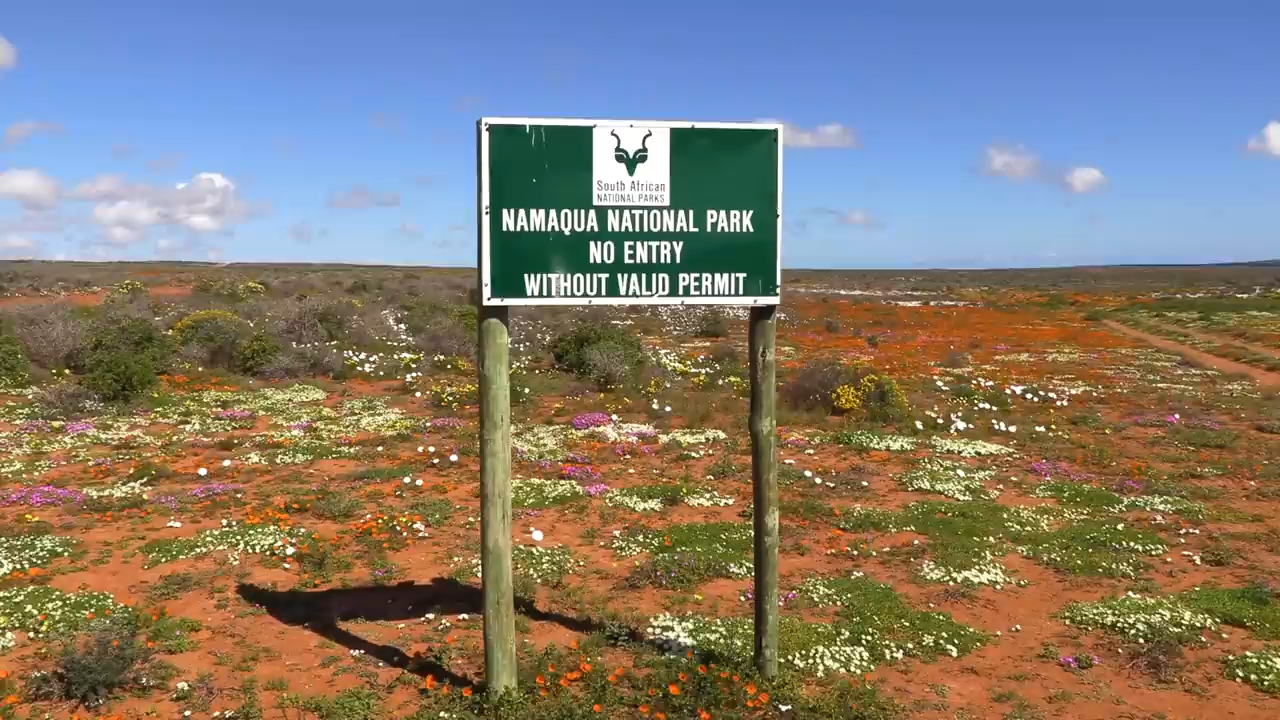 South African
NATIONAL PARKS
NAMAQUA NATIONAL PARK
NO ENTRY
WITHOUT VALID PERMIT